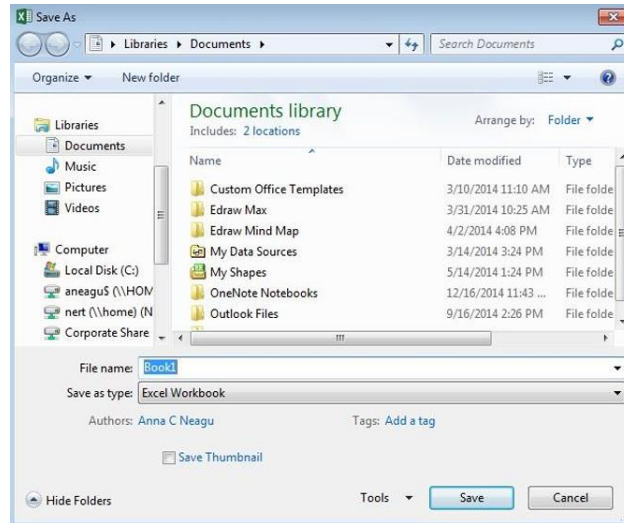 Save As
Libraries Documents
Search Documents
Organize New folder
Libraries
Documents
Music
Pictures
Videos
Computer
Local Disk (C:)
aneagu$ (\\HOM
nert (\\home) (N
Corporate Share
Documents library
Includes: 2 locations
Arrange by: Folder
Name Date modified Type
Custom Office Templates 3/10/2014 11:10 AM File folde
Edraw Max 3/31/2014 10:25 AM File folde
Edraw Mind Map 4/2/2014 4:08 PM File folde
My Data Sources 3/14/2014 3:24 PM File folde
My Shapes 5/14/2014 1:24 PM File folde
OneNote Notebooks 12/16/2014 11:43 ... File folde
Outlook Files 9/16/2014 2:26 PM File folde
File name: Book1
Save as type: Excel Workbook
Authors: Anna C Neagu Tags: Add a tag
Save Thumbnail
Hide Folders Tools Save Cancel